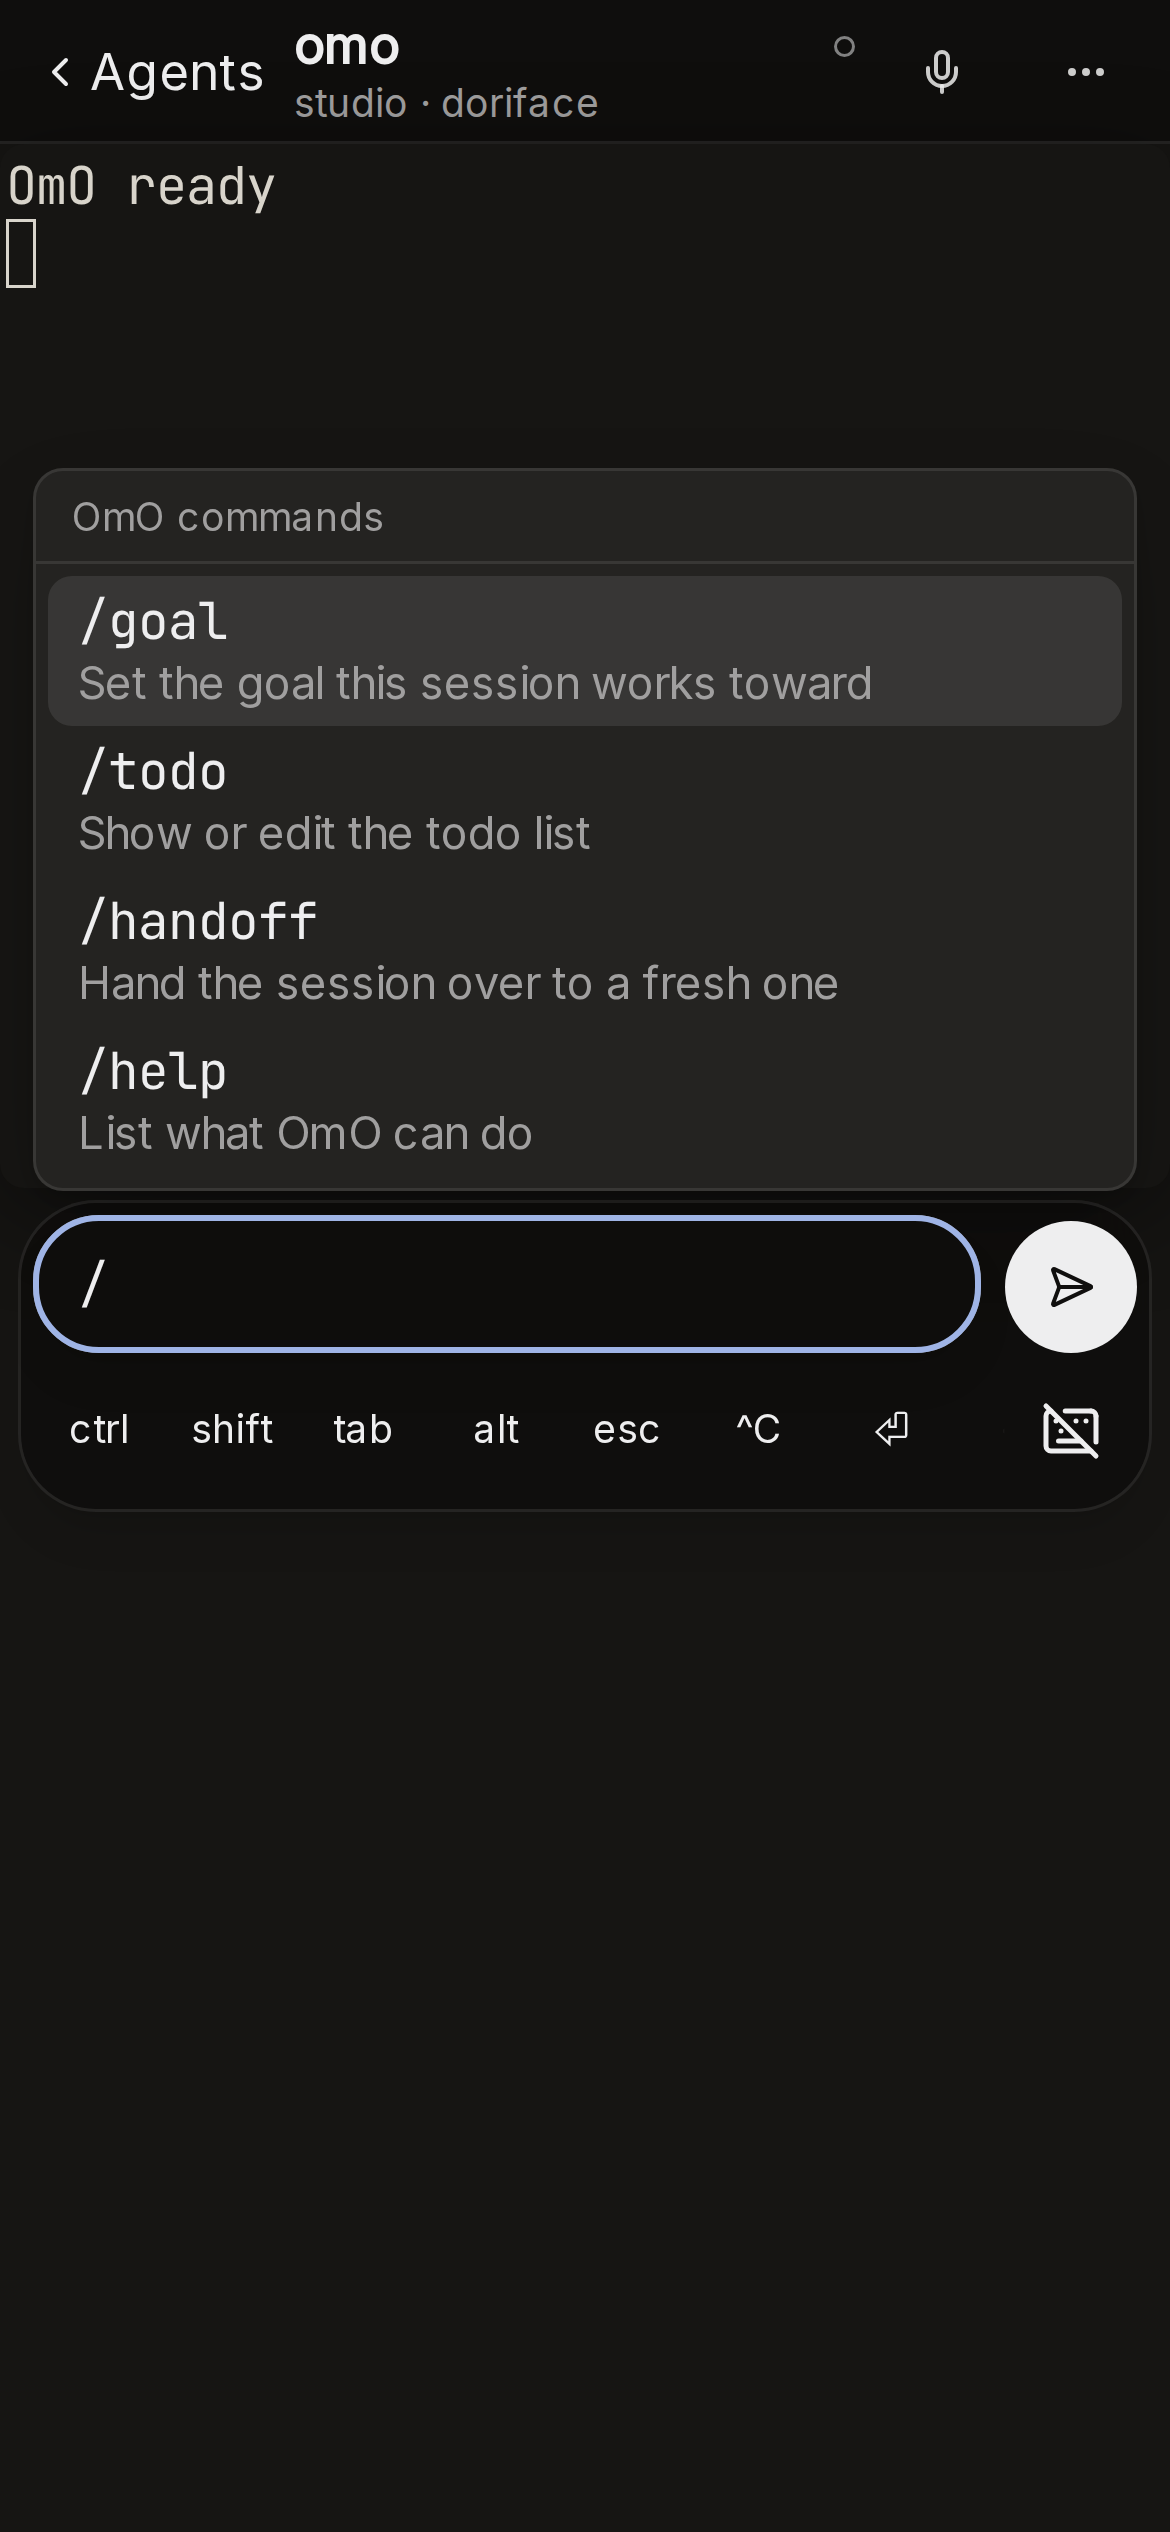 Agents
omo
studio · doriface
OmO ready
OmO commands
/goal
Set the goal this session works toward
/todo
Show or edit the todo list
/handoff
Hand the session over to a fresh one
/help
List what OmO can do
/
ctrl shift tab alt esc ^C